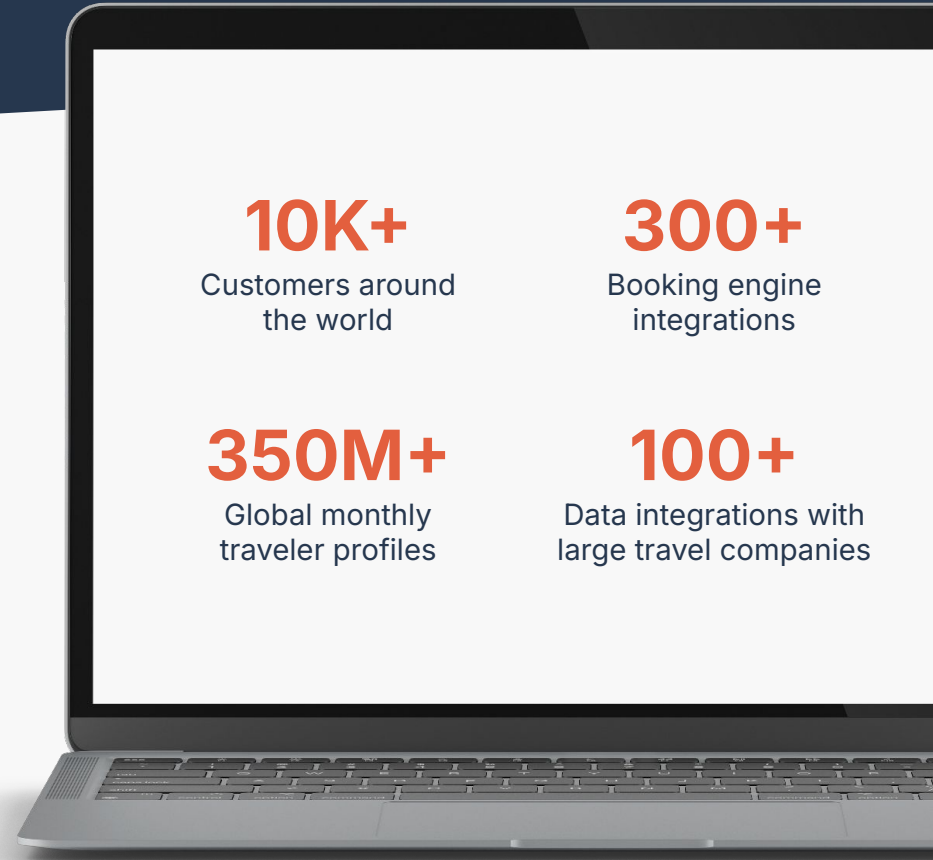 10K+
Customers around
the world
300+
Booking engine
integrations
350M+
Global monthly
traveler profiles
100+
Data integrations with
large travel companies